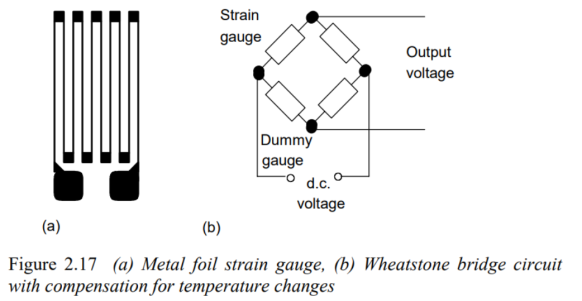 Strain
gauge
Output
voltage
Dummy
gauge
d.c.
voltage
(a)
(b)
Figure 2.17 (a) Metal foil strain gauge, (b) Wheatstone bridge circuit
with compensation for temperature changes